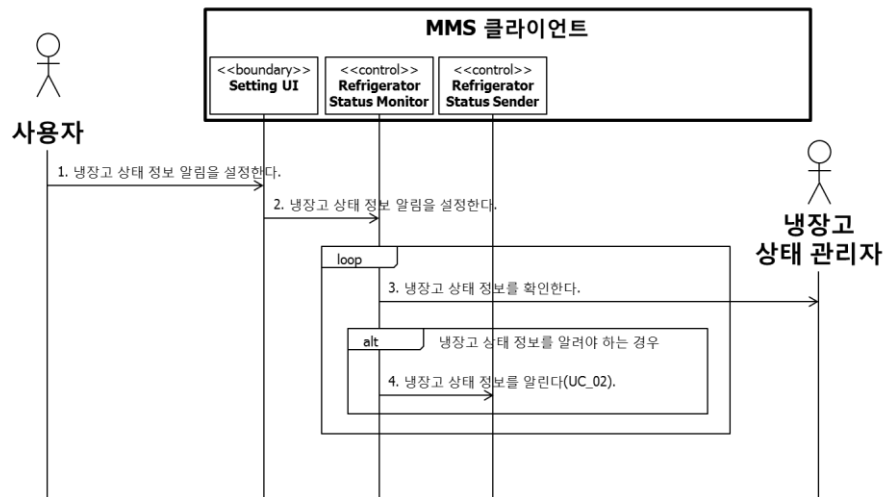 MMS 클라이언트
<<boundary>>
Setting UI
<<control>>
Refrigerator
Status Monitor
<<control>>
Refrigerator
Status Sender
사용자
냉장고
상태 관리자
1. 냉장고 상태 정보 알림을 설정한다.
2. 냉장고 상태 정보 알림을 설정한다.
loop
3. 냉장고 상태 정보를 확인한다.
alt
냉장고 상태 정보를 알려야 하는 경우
4. 냉장고 상태 정보를 알린다(UC_02).